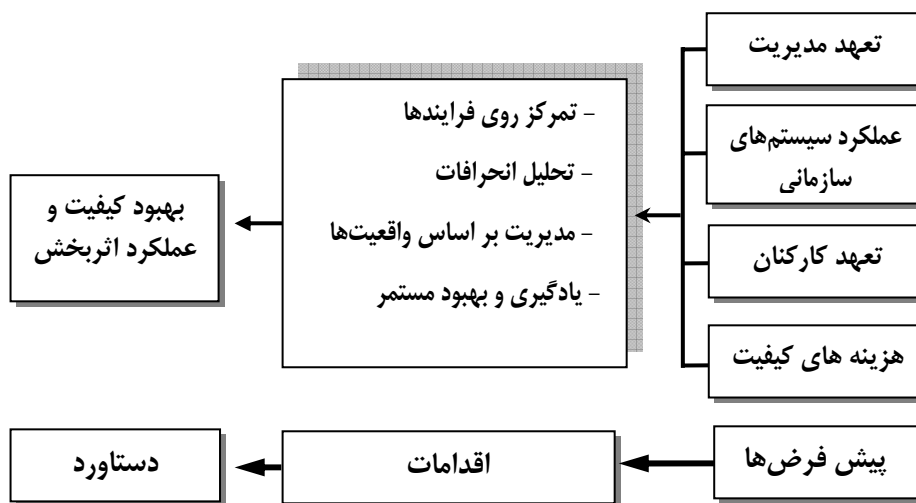 تعهد مدیریت
عملکرد سیستم‌های
سازمانی
تعهد کارکنان
هزینه های کیفیت
- تمرکز روی فرایندها
- تحلیل انحرافات
- مدیریت بر اساس واقعیت‌ها
- یادگیری و بهبود مستمر
بهبود کیفیت و
عملکرد اثربخش
پیش فرض‌ها
اقدامات
دستاورد